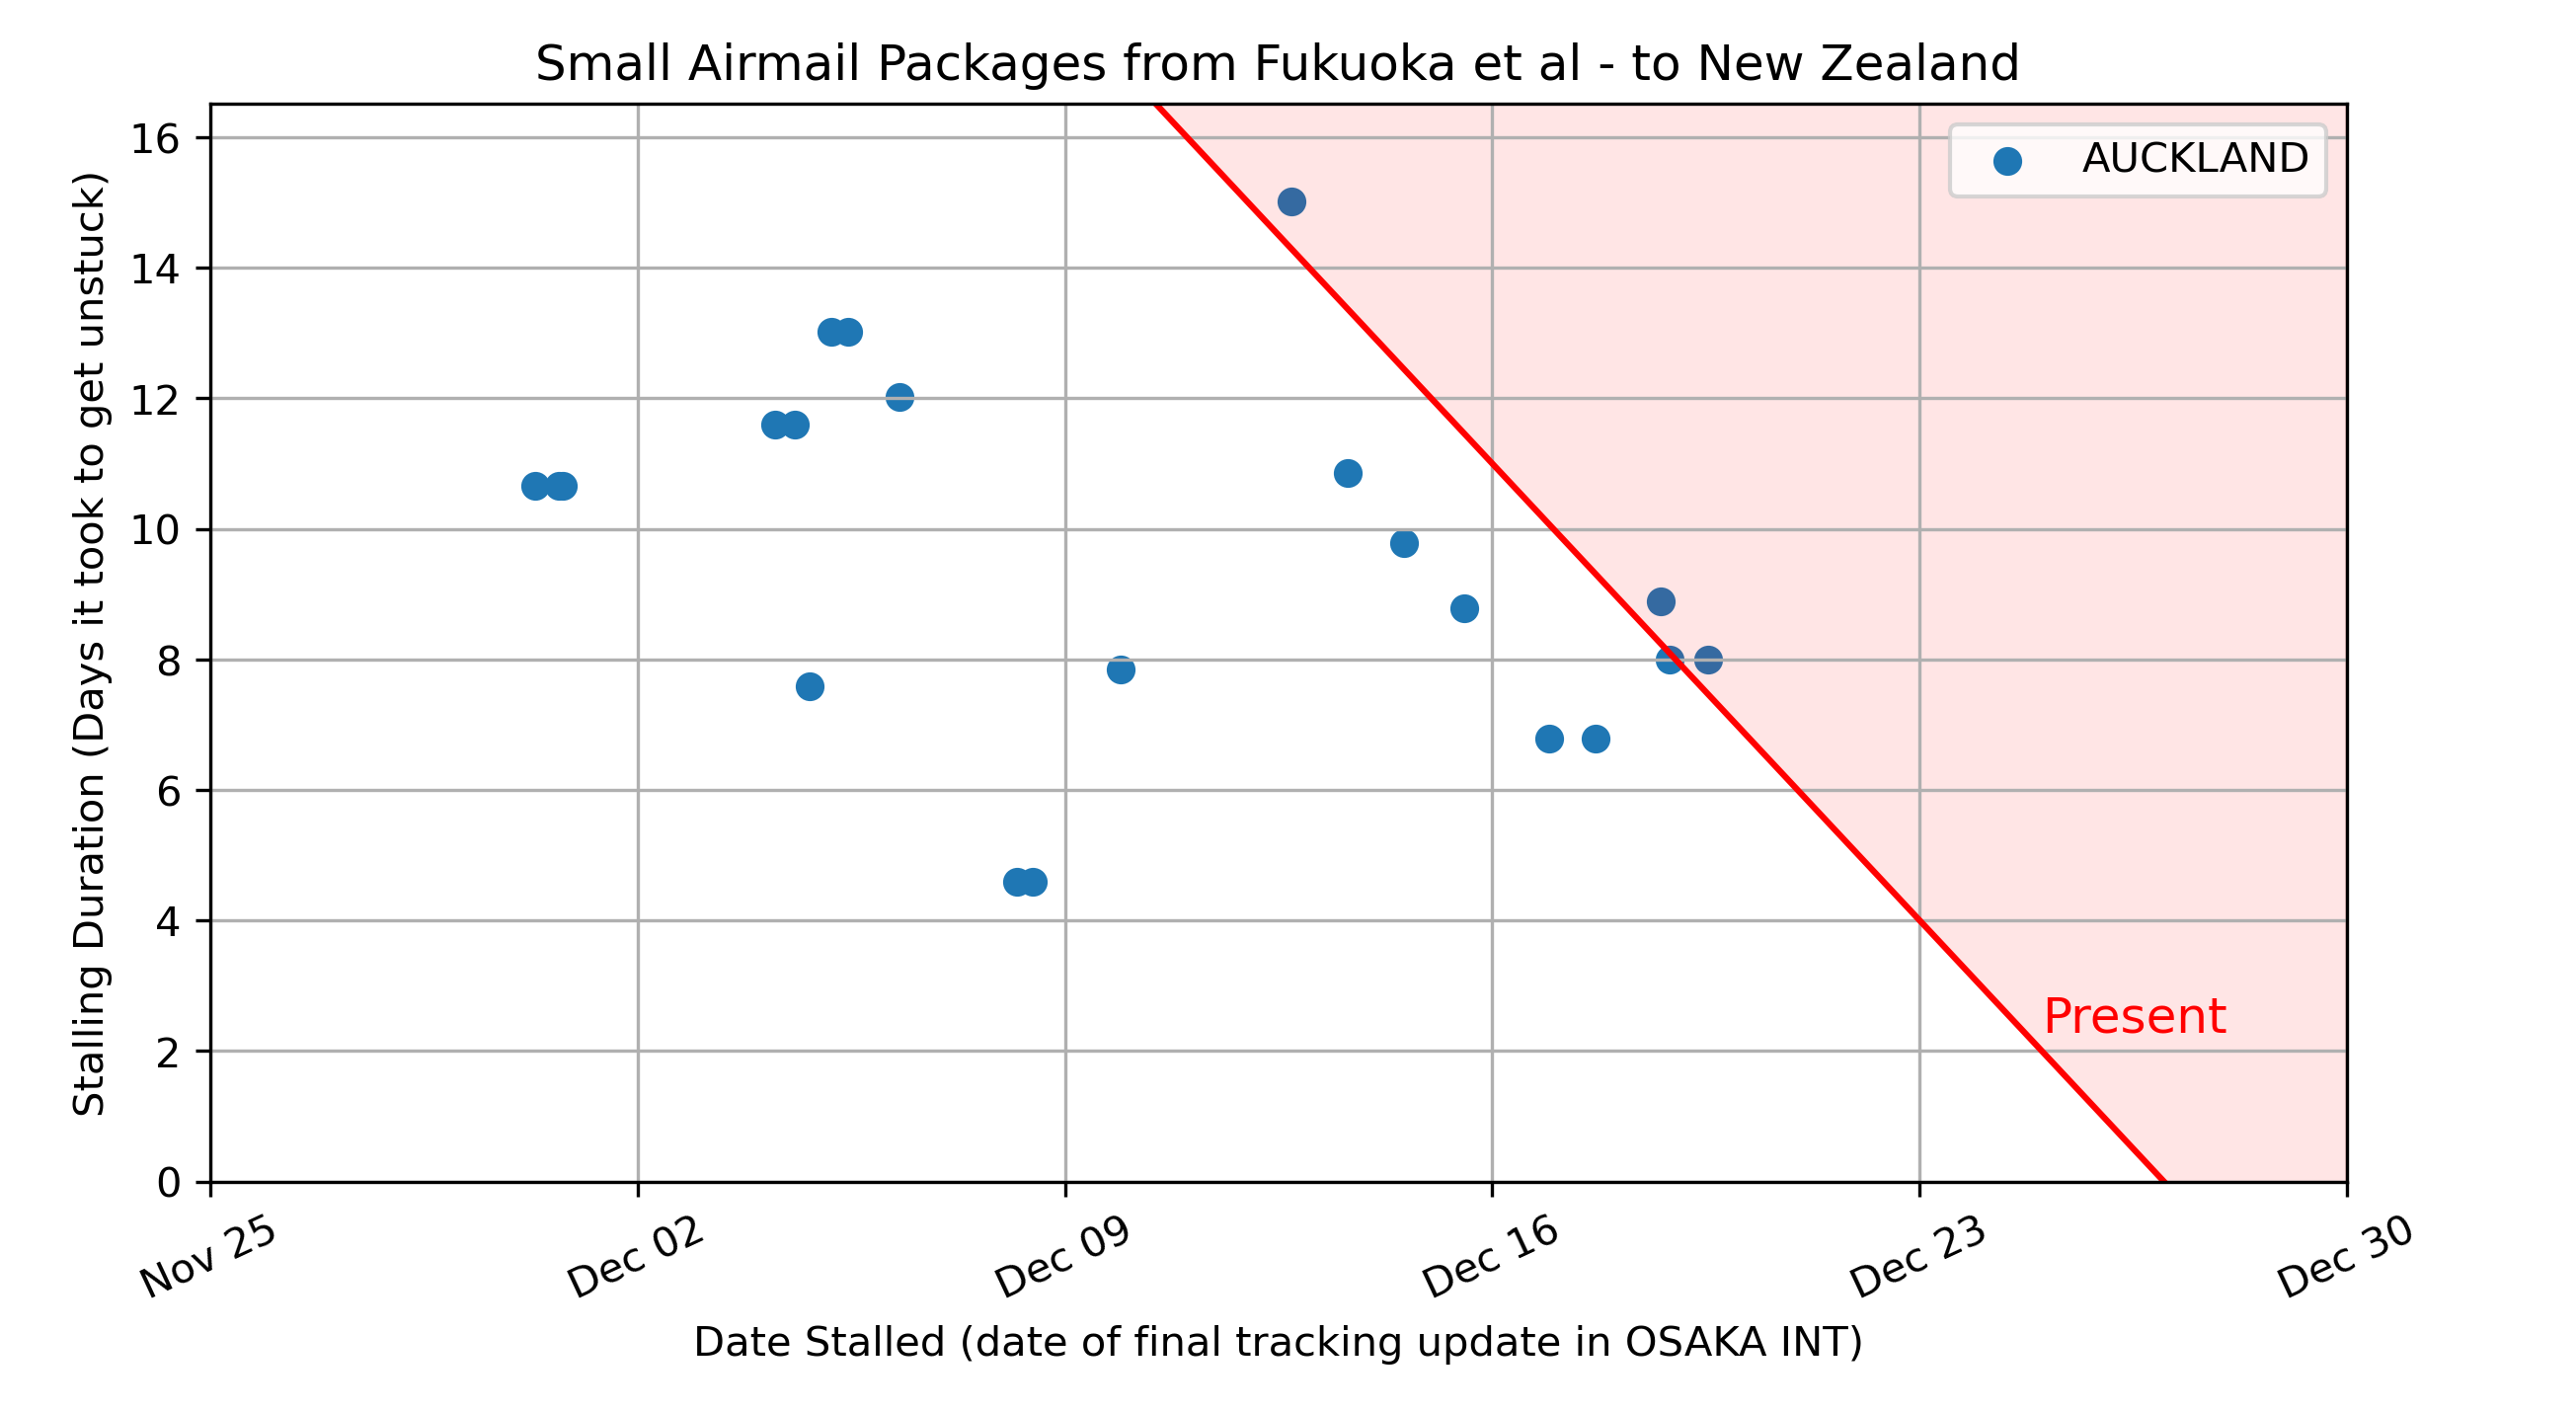 Small Airmail Packages from Fukuoka et al - to New Zealand
AUCKLAND
Stalling Duration (Days it took to get unstuck)
16
14
12
10
8
6
4
2
0
Present
Nov 25
Dec 02
Dec 09
Dec 16
Dec 23
Dec 30
Date Stalled (date of final tracking update in OSAKA INT)